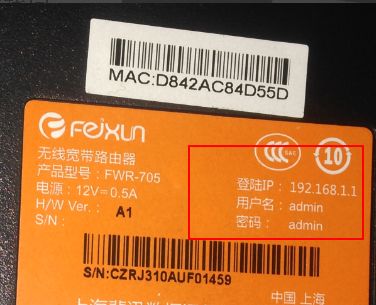 MAC:D842AC84D55D
FEIXUN
无线宽带路由器
产品型号: FWR-705
电源: 12V=0.5A
H/W Ver.: A1
S/N:
CCC S&E
10
登陆IP: 192.168.1.1
用户名: admin
密码: admin
S/N:CZRJ310AUF01459
中国 上海